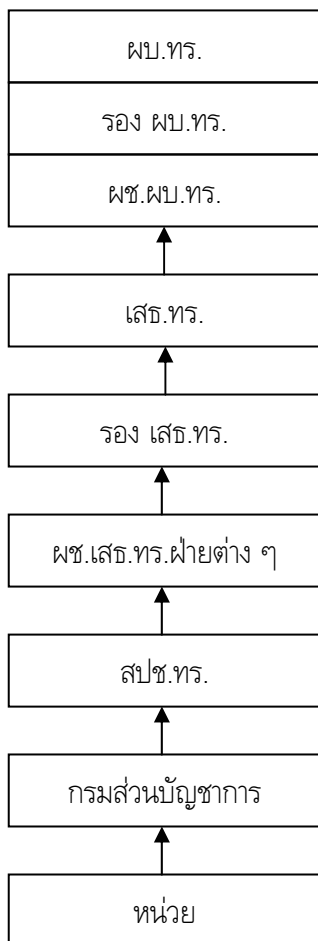 ผบ.ทร.
รอง ผบ.ทร.
ผช.ผบ.ทร.
เสธ.ทร.
รอง เสธ.ทร.
ผช.เสธ.ทร.ฝ่ายต่าง ๆ
สปช.ทร.
กรมส่วนบัญชาการ
หน่วย